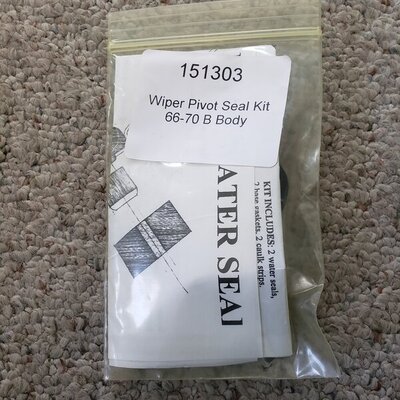 151303
Wiper Pivot Seal Kit
66-70 B Body
ATER SEAL
KIT INCLUDES: 2 water seals,
2 base gaskets, 2 caulk strips.